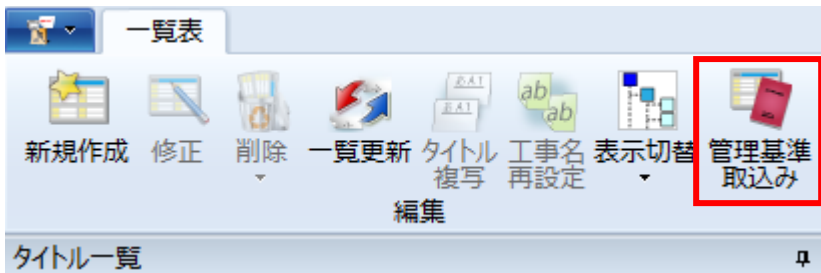 一覧表
新規作成 修正 削除 一覧更新 タイトル 工事名 表示切替 管理基準
複写 再設定 取込み
編集
タイトル一覧